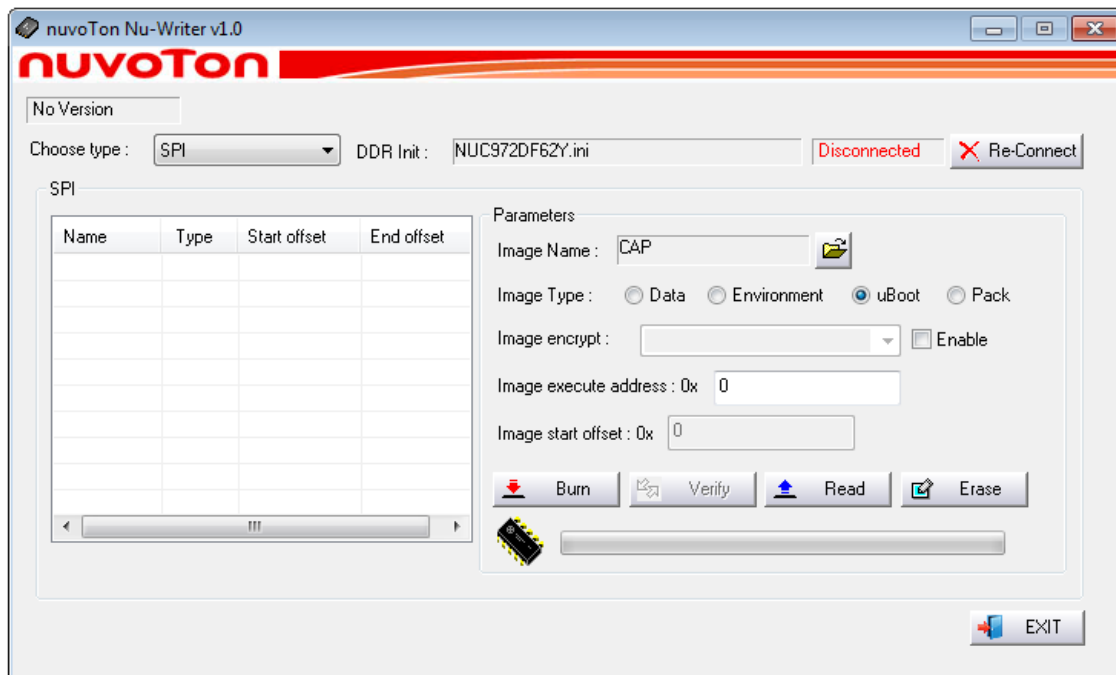 nuvoTon Nu-Writer v1.0
nuvoTon
No Version
Choose type : SPI DDR Init : NUC972DF62Y.ini Disconnected Re-Connect
SPI
Name Type Start offset End offset
Parameters
Image Name : CAP
Image Type : Data Environment uBoot Pack
Image encrypt : Enable
Image execute address : 0x 0
Image start offset : 0x 0
Burn Verify Read Erase
EXIT